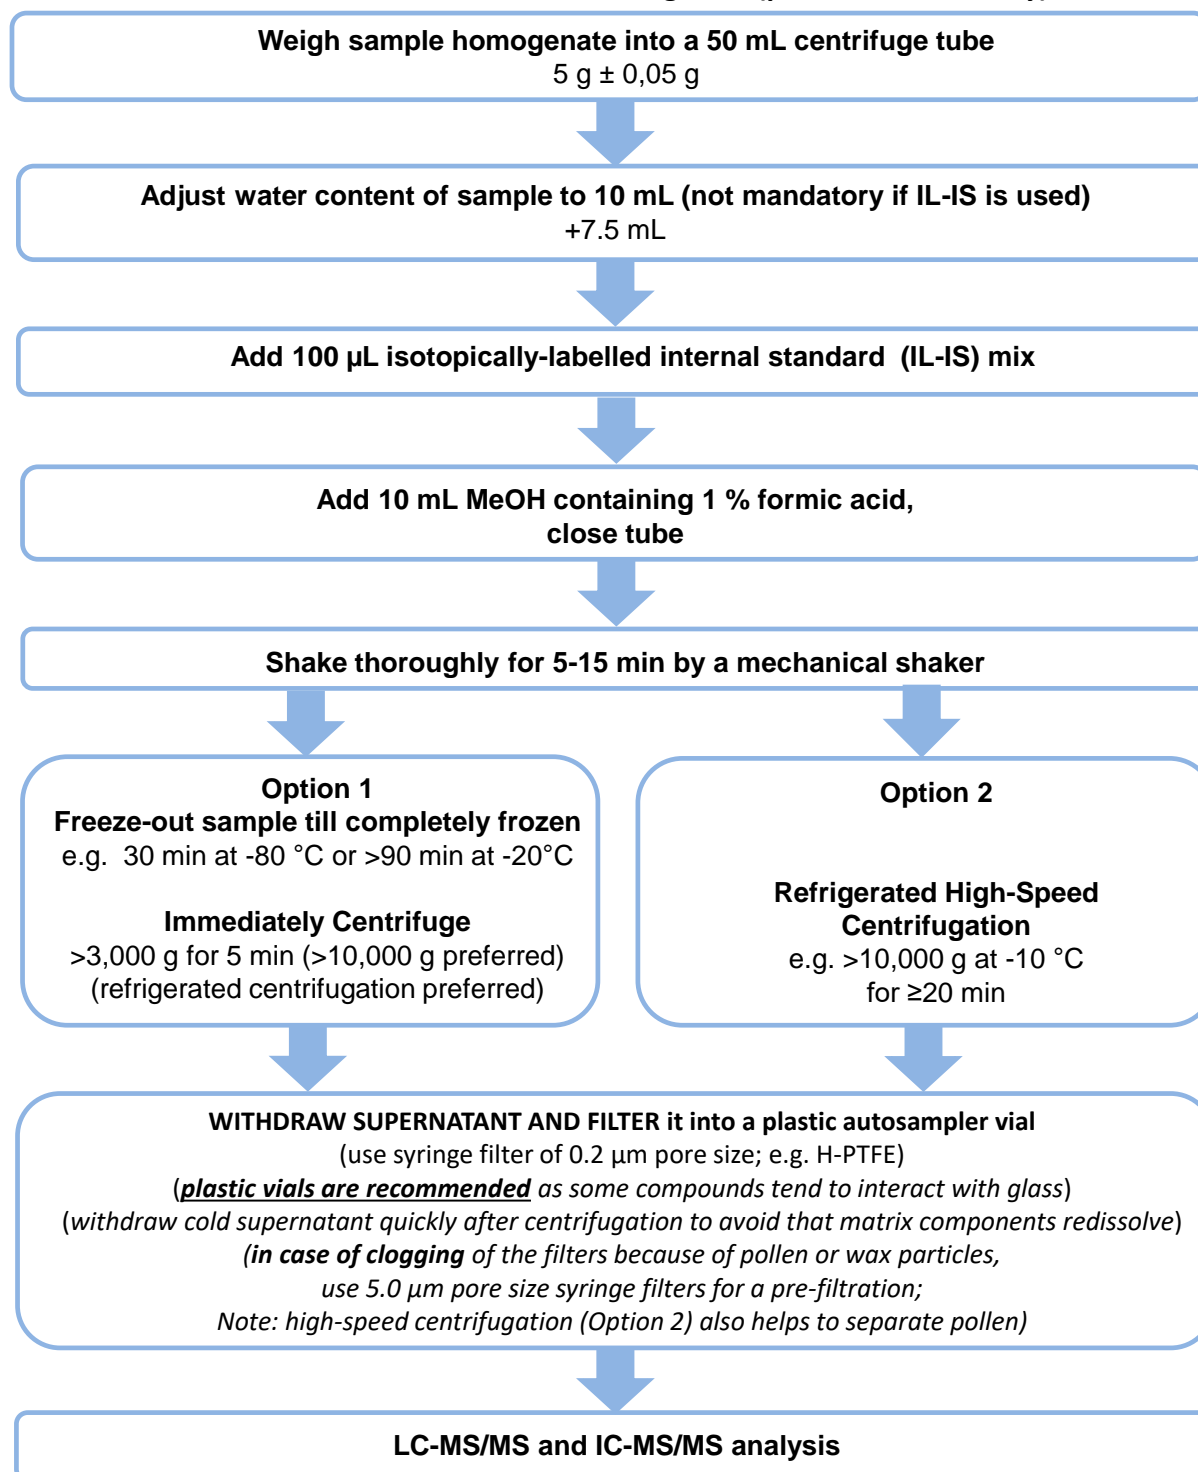 Weigh sample homogenate into a 50 mL centrifuge tube
5 g ± 0,05 g
Adjust water content of sample to 10 mL (not mandatory if IL-IS is used)
+7.5 mL
Add 100 µL isotopically-labelled internal standard (IL-IS) mix
Add 10 mL MeOH containing 1 % formic acid,
close tube
Shake thoroughly for 5-15 min by a mechanical shaker
Option 1
Freeze-out sample till completely frozen
e.g. 30 min at -80 °C or >90 min at -20°C
Immediately Centrifuge
>3,000 g for 5 min (>10,000 g preferred)
(refrigerated centrifugation preferred)
Option 2
Refrigerated High-Speed
Centrifugation
e.g. >10,000 g at -10 °C
for ≥20 min
WITHDRAW SUPERNATANT AND FILTER it into a plastic autosampler vial
(use syringe filter of 0.2 µm pore size; e.g. H-PTFE)
(plastic vials are recommended as some compounds tend to interact with glass)
(withdraw cold supernatant quickly after centrifugation to avoid that matrix components redissolve)
(in case of clogging of the filters because of pollen or wax particles,
use 5.0 µm pore size syringe filters for a pre-filtration;
Note: high-speed centrifugation (Option 2) also helps to separate pollen)
LC-MS/MS and IC-MS/MS analysis